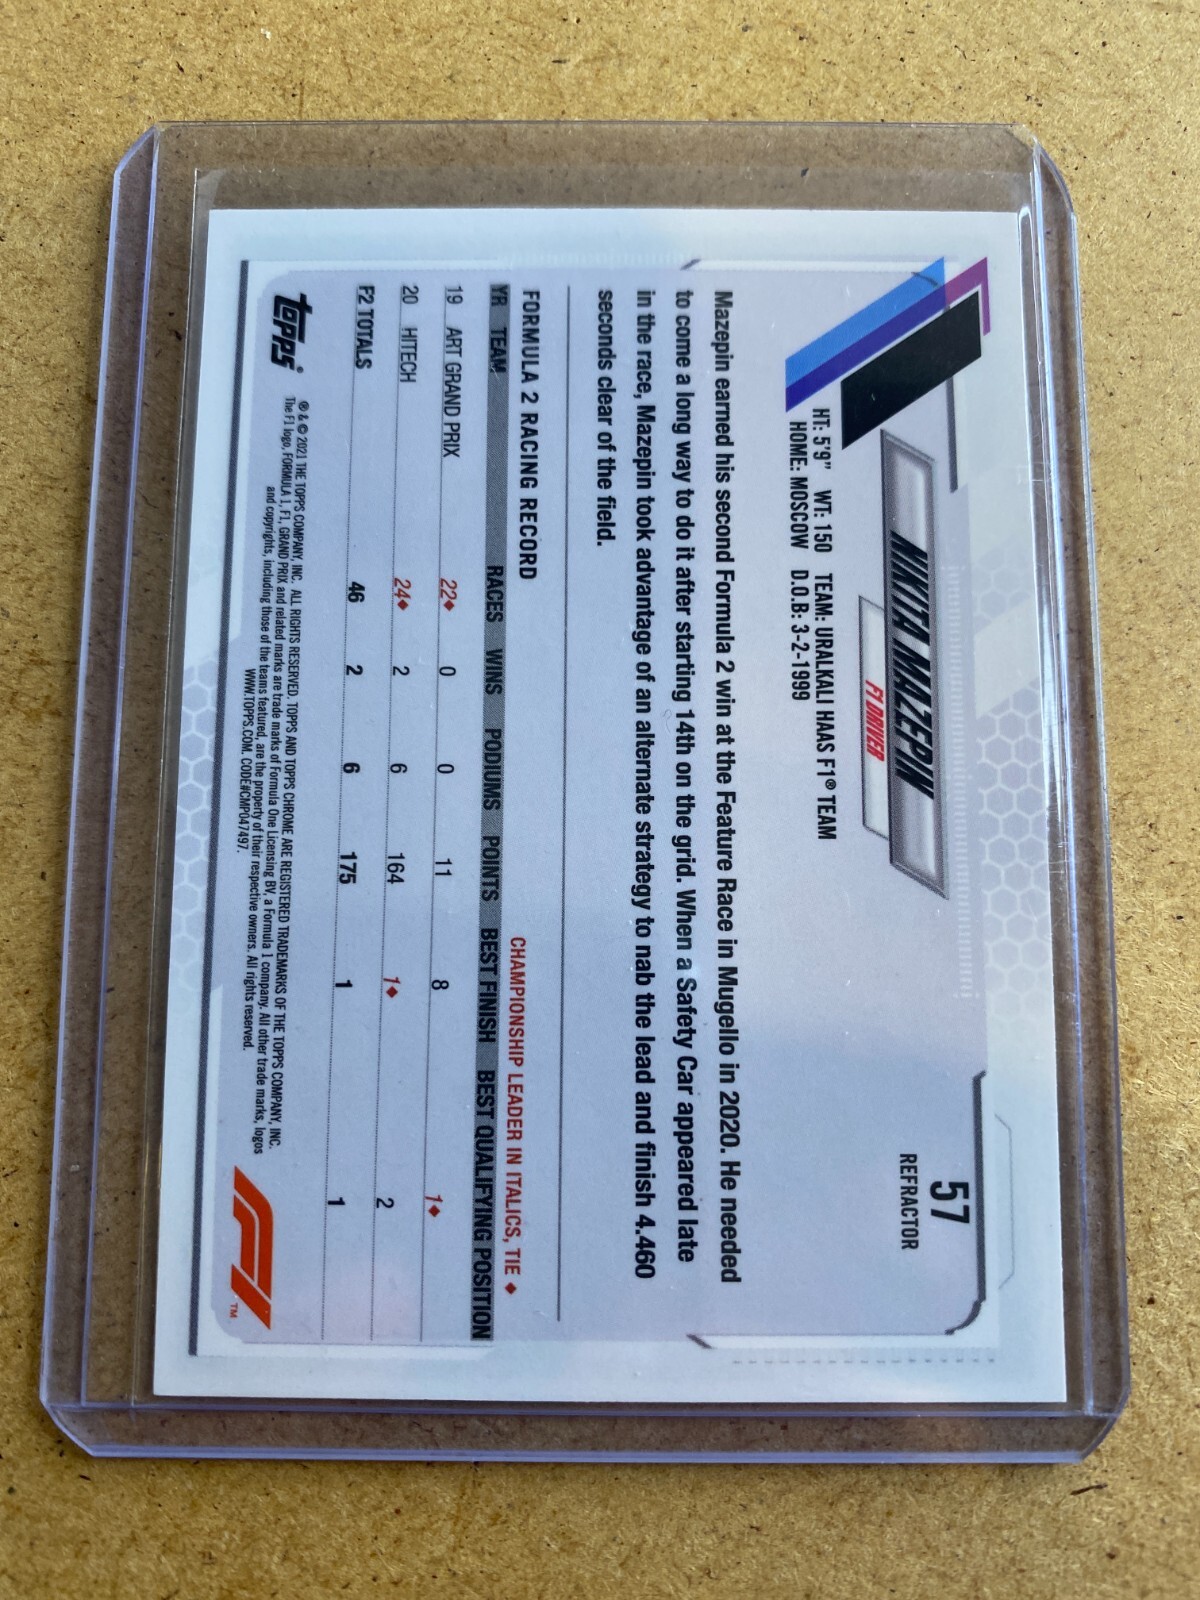 57
REFRACTOR
NIKITA MAZEPIN
F1 DRIVER
HT: 5'9" WT: 150 TEAM: URALKALI HAAS F1® TEAM
HOME: MOSCOW D.O.B: 3-2-1999
Mazepin earned his second Formula 2 win at the Feature Race in Mugello in 2020. He needed
to come a long way to do it after starting 14th on the grid. When a Safety Car appeared late
in the race, Mazepin took advantage of an alternate strategy to nab the lead and finish 4.460
seconds clear of the field.
FORMULA 2 RACING RECORD CHAMPIONSHIP LEADER IN ITALICS, TIE ♦
YR TEAM RACES WINS PODIUMS POINTS BEST FINISH BEST QUALIFYING POSITION
19 ART GRAND PRIX 22♦ 0 0 11 8 1♦
20 HITECH 24♦ 2 6 164 1♦ 2
F2 TOTALS 46 2 6 175 1 1
topps®
® & © 2021 THE TOPPS COMPANY, INC. ALL RIGHTS RESERVED. TOPPS AND TOPPS CHROME ARE REGISTERED TRADEMARKS OF THE TOPPS COMPANY, INC.
The F1 logo, FORMULA 1, F1, GRAND PRIX and related marks are trade marks of Formula One Licensing BV, a Formula 1 company. All other trade marks, logos
and copyrights, including those of the teams featured, are the property of their respective owners. All rights reserved.
WWW.TOPPS.COM. CODE#CMP047497.
F1™